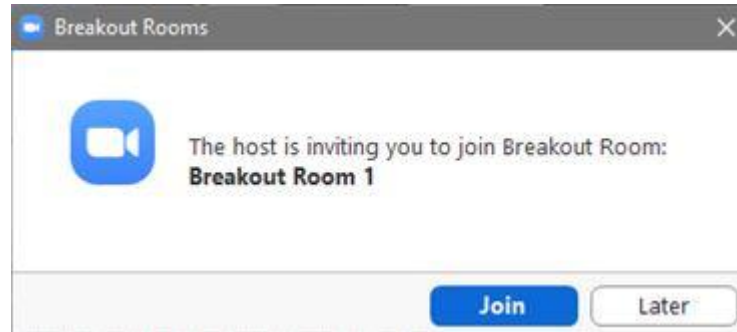 Breakout Rooms
The host is inviting you to join Breakout Room:
Breakout Room 1
Join
Later